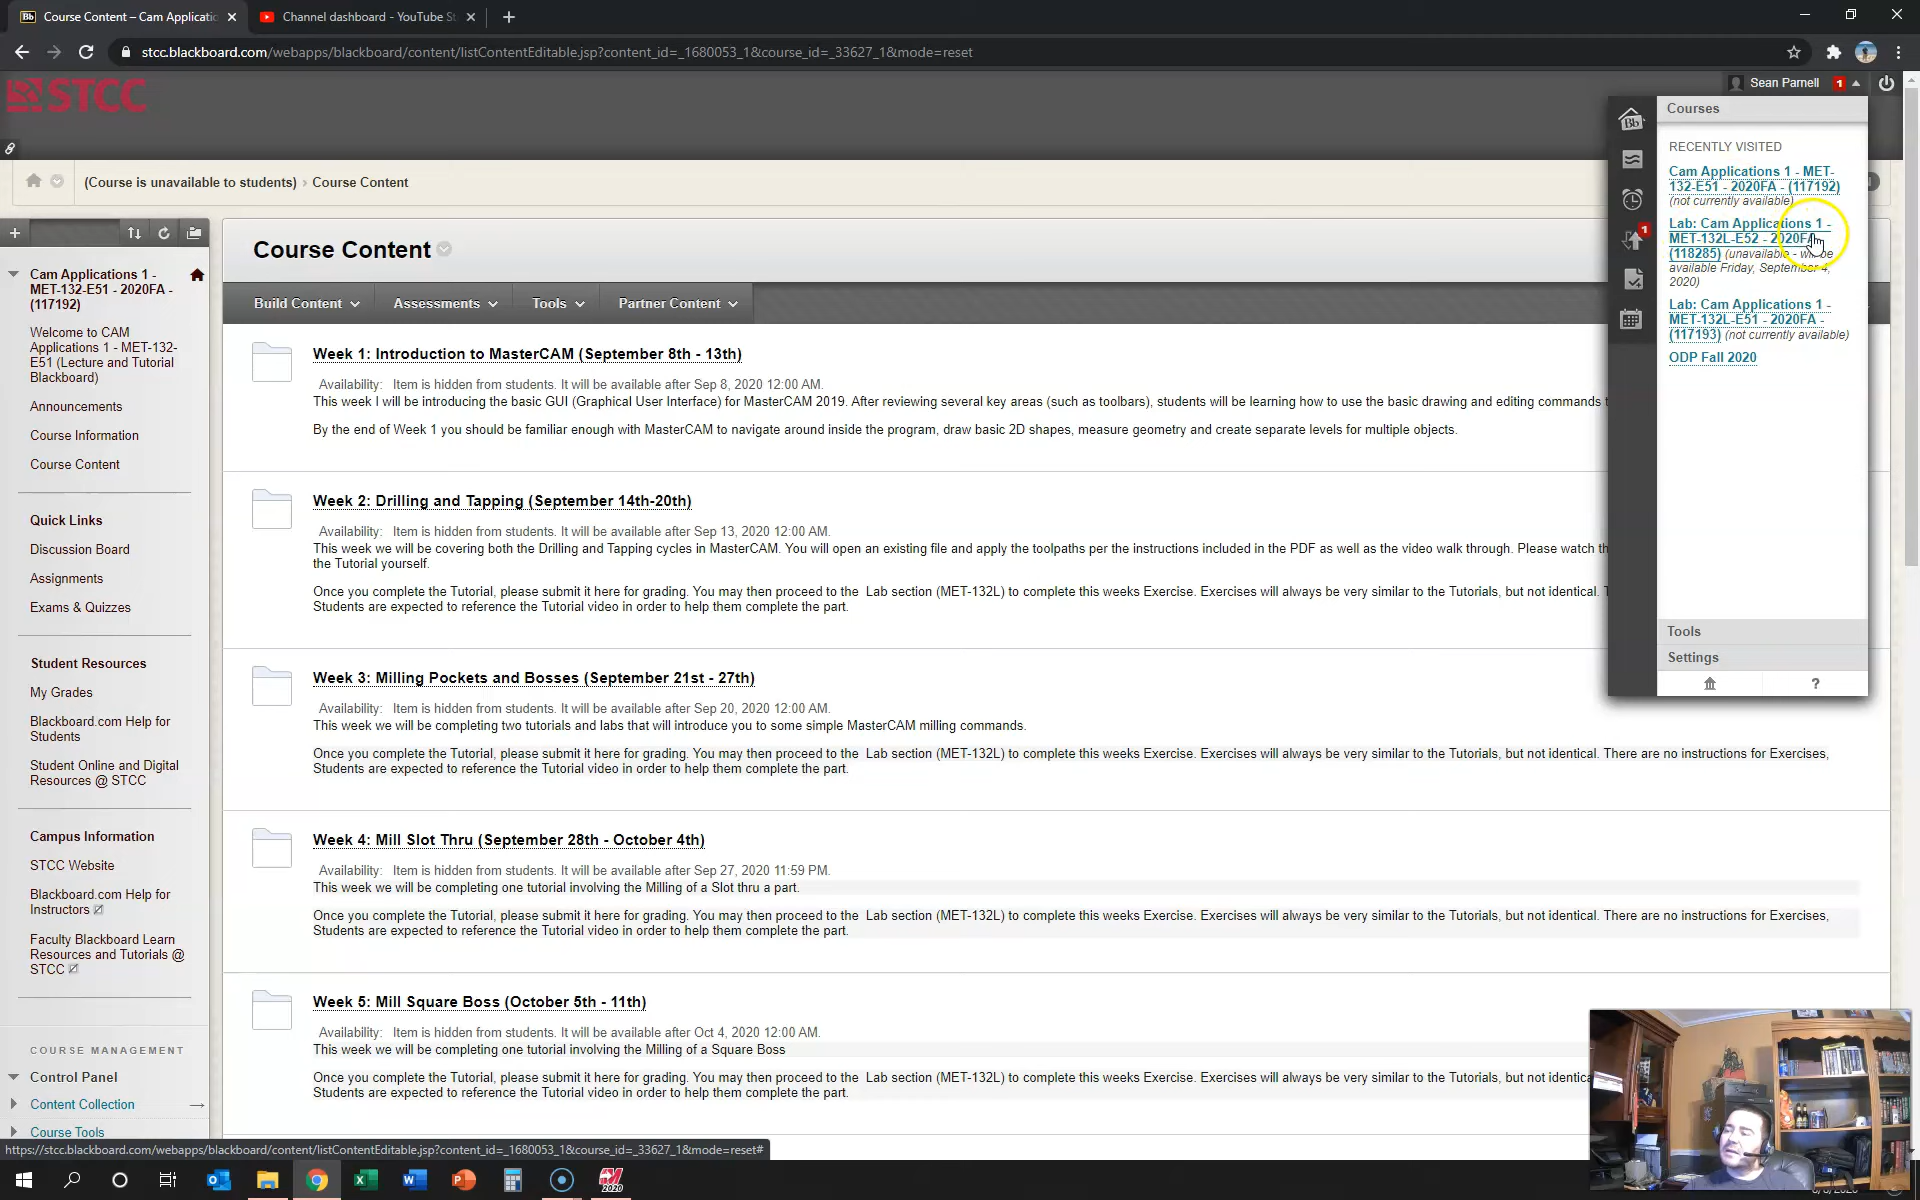 Course Content – Cam Applicatio
Channel dashboard - YouTube St
stcc.blackboard.com/webapps/blackboard/content/listContentEditable.jsp?content_id=_1680053_1&course_id=_33627_1&mode=reset
STCC
Sean Parnell 1
(Course is unavailable to students) › Course Content
Courses
RECENTLY VISITED
Cam Applications 1 - MET-
132-E51 - 2020FA - (117192)
(not currently available)
Lab: Cam Applications 1 -
MET-132L-E52 - 2020FA
(118285) (unavailable - will be
available Friday, September 4,
2020)
Lab: Cam Applications 1 -
MET-132L-E51 - 2020FA -
(117193) (not currently available)
ODP Fall 2020
Tools
Settings
?
Bb
1
Cam Applications 1 -
MET-132-E51 - 2020FA -
(117192)
Welcome to CAM
Applications 1 - MET-132-
E51 (Lecture and Tutorial
Blackboard)
Announcements
Course Information
Course Content
Quick Links
Discussion Board
Assignments
Exams & Quizzes
Student Resources
My Grades
Blackboard.com Help for
Students
Student Online and Digital
Resources @ STCC
Campus Information
STCC Website
Blackboard.com Help for
Instructors
Faculty Blackboard Learn
Resources and Tutorials @
STCC
COURSE MANAGEMENT
Control Panel
Content Collection
Course Tools
Course Content
Build Content Assessments Tools Partner Content
Week 1: Introduction to MasterCAM (September 8th - 13th)
Availability: Item is hidden from students. It will be available after Sep 8, 2020 12:00 AM.
This week I will be introducing the basic GUI (Graphical User Interface) for MasterCAM 2019. After reviewing several key areas (such as toolbars), students will be learning how to use the basic drawing and editing commands t
By the end of Week 1 you should be familiar enough with MasterCAM to navigate around inside the program, draw basic 2D shapes, measure geometry and create separate levels for multiple objects.
Week 2: Drilling and Tapping (September 14th-20th)
Availability: Item is hidden from students. It will be available after Sep 13, 2020 12:00 AM.
This week we will be covering both the Drilling and Tapping cycles in MasterCAM. You will open an existing file and apply the toolpaths per the instructions included in the PDF as well as the video walk through. Please watch th
the Tutorial yourself.
Once you complete the Tutorial, please submit it here for grading. You may then proceed to the Lab section (MET-132L) to complete this weeks Exercise. Exercises will always be very similar to the Tutorials, but not identical. T
Students are expected to reference the Tutorial video in order to help them complete the part.
Week 3: Milling Pockets and Bosses (September 21st - 27th)
Availability: Item is hidden from students. It will be available after Sep 20, 2020 12:00 AM.
This week we will be completing two tutorials and labs that will introduce you to some simple MasterCAM milling commands.
Once you complete the Tutorial, please submit it here for grading. You may then proceed to the Lab section (MET-132L) to complete this weeks Exercise. Exercises will always be very similar to the Tutorials, but not identical. There are no instructions for Exercises,
Students are expected to reference the Tutorial video in order to help them complete the part.
Week 4: Mill Slot Thru (September 28th - October 4th)
Availability: Item is hidden from students. It will be available after Sep 27, 2020 11:59 PM.
This week we will be completing one tutorial involving the Milling of a Slot thru a part.
Once you complete the Tutorial, please submit it here for grading. You may then proceed to the Lab section (MET-132L) to complete this weeks Exercise. Exercises will always be very similar to the Tutorials, but not identical. There are no instructions for Exercises,
Students are expected to reference the Tutorial video in order to help them complete the part.
Week 5: Mill Square Boss (October 5th - 11th)
Availability: Item is hidden from students. It will be available after Oct 4, 2020 12:00 AM.
This week we will be completing one tutorial involving the Milling of a Square Boss
Once you complete the Tutorial, please submit it here for grading. You may then proceed to the Lab section (MET-132L) to complete this weeks Exercise. Exercises will always be very similar to the Tutorials, but not identica
Students are expected to reference the Tutorial video in order to help them complete the part.
https://stcc.blackboard.com/webapps/blackboard/content/listContentEditable.jsp?content_id=_1680053_1&course_id=_33627_1&mode=reset#